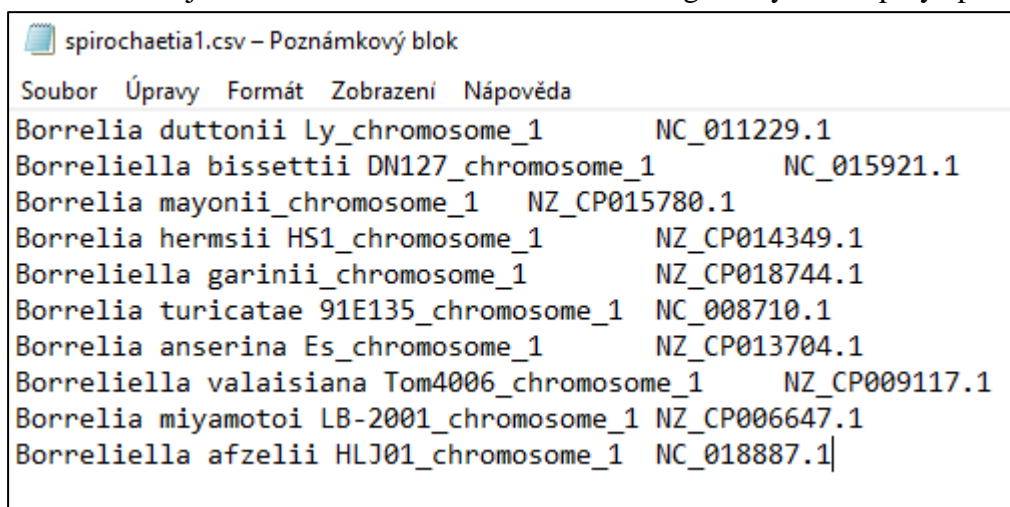 spirochaetia1.csv – Poznámkový blok
Soubor Úpravy Formát Zobrazení Nápověda
Borrelia duttonii Ly_chromosome_1 NC_011229.1
Borreliella bissettii DN127_chromosome_1 NC_015921.1
Borrelia mayonii_chromosome_1 NZ_CP015780.1
Borrelia hermsii HS1_chromosome_1 NZ_CP014349.1
Borreliella garinii_chromosome_1 NZ_CP018744.1
Borrelia turicatae 91E135_chromosome_1 NC_008710.1
Borrelia anserina Es_chromosome_1 NZ_CP013704.1
Borreliella valaisiana Tom4006_chromosome_1 NZ_CP009117.1
Borrelia miyamotoi LB-2001_chromosome_1 NZ_CP006647.1
Borreliella afzelii HLJ01_chromosome_1 NC_018887.1